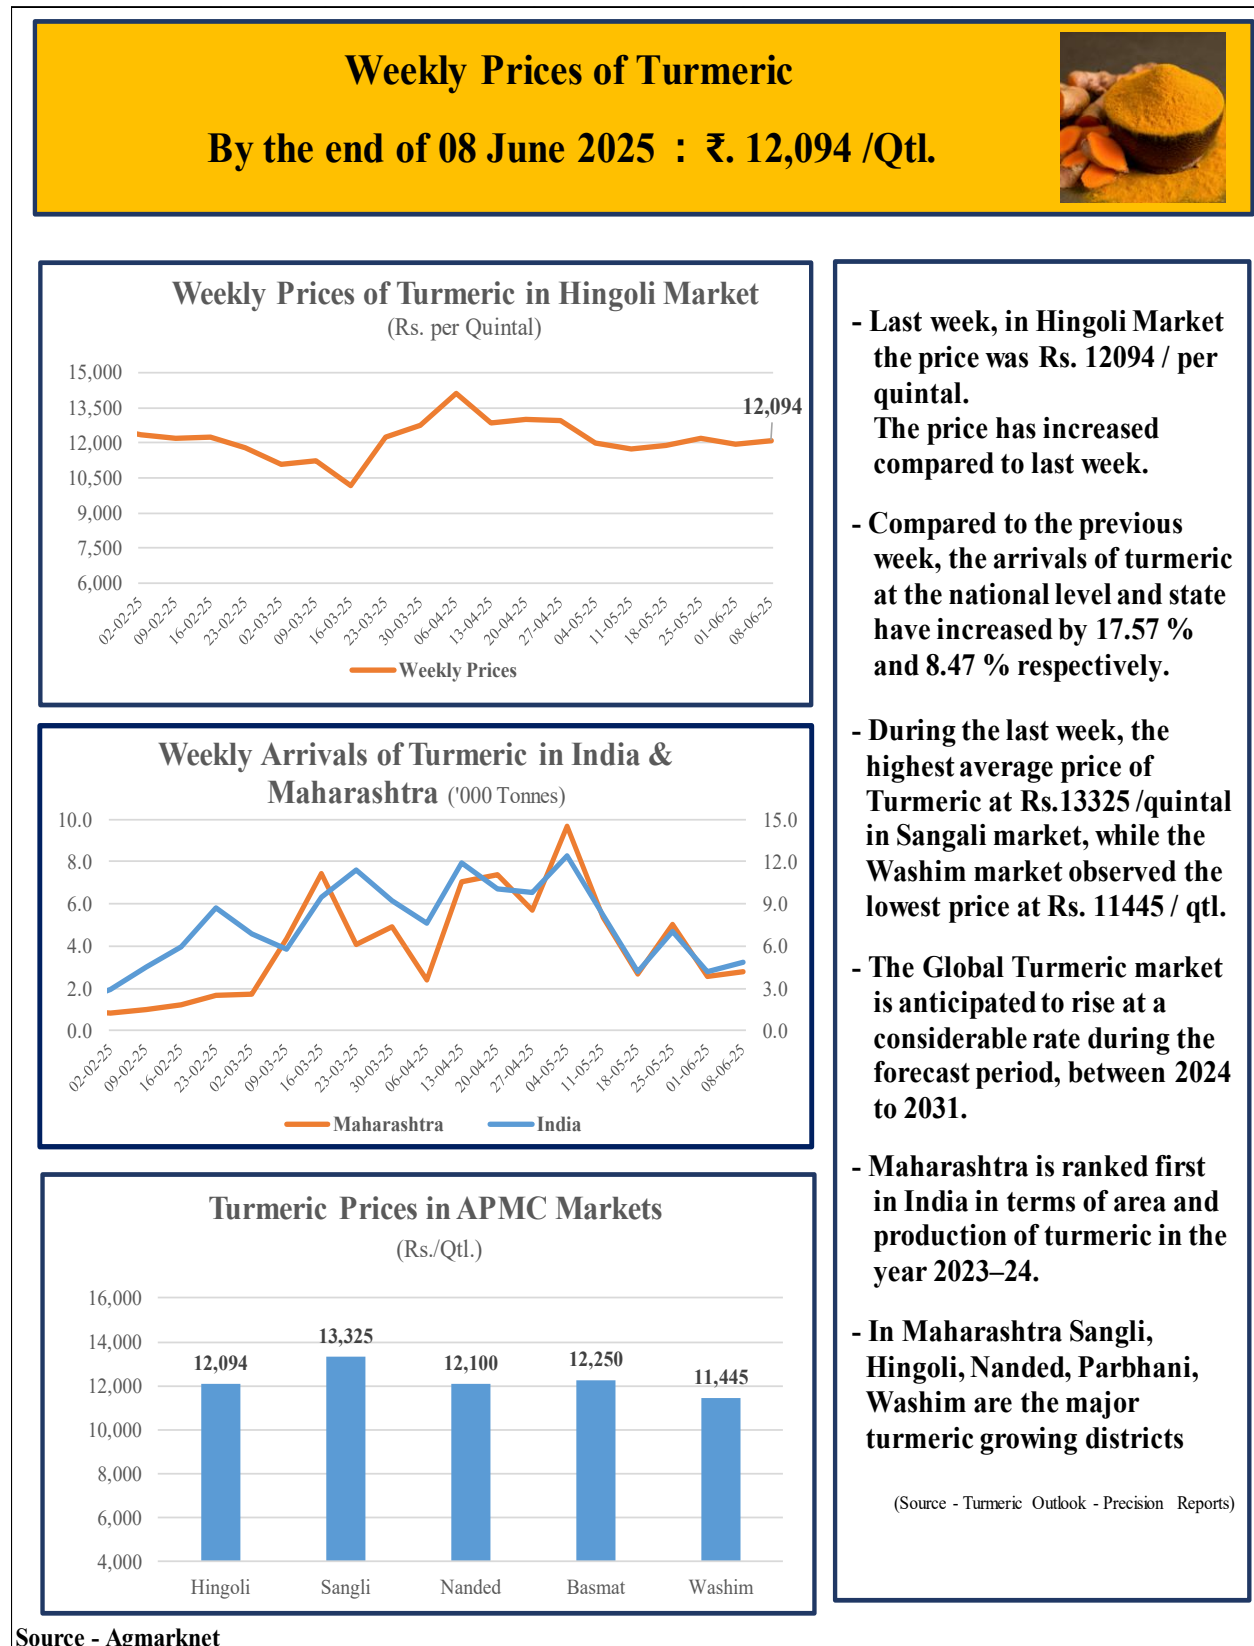 Weekly Prices of Turmeric
By the end of 08 June 2025 : ₹. 12,094 /Qtl.
Weekly Prices of Turmeric in Hingoli Market
(Rs. per Quintal)
15,000
13,500
12,000
10,500
9,000
7,500
6,000
12,094
02-02-25
09-02-25
16-02-25
23-02-25
02-03-25
09-03-25
16-03-25
23-03-25
30-03-25
06-04-25
13-04-25
20-04-25
27-04-25
04-05-25
11-05-25
18-05-25
25-05-25
01-06-25
08-06-25
Weekly Prices
Weekly Arrivals of Turmeric in India &
Maharashtra ('000 Tonnes)
10.0
8.0
6.0
4.0
2.0
0.0
15.0
12.0
9.0
6.0
3.0
0.0
02-02-25
09-02-25
16-02-25
23-02-25
02-03-25
09-03-25
16-03-25
23-03-25
30-03-25
06-04-25
13-04-25
20-04-25
27-04-25
04-05-25
11-05-25
18-05-25
25-05-25
01-06-25
08-06-25
Maharashtra India
Turmeric Prices in APMC Markets
(Rs./Qtl.)
16,000
14,000
12,000
10,000
8,000
6,000
4,000
12,094
13,325
12,100
12,250
11,445
Hingoli Sangli Nanded Basmat Washim
- Last week, in Hingoli Market
the price was Rs. 12094 / per
quintal.
The price has increased
compared to last week.
- Compared to the previous
week, the arrivals of turmeric
at the national level and state
have increased by 17.57 %
and 8.47 % respectively.
- During the last week, the
highest average price of
Turmeric at Rs.13325 /quintal
in Sangali market, while the
Washim market observed the
lowest price at Rs. 11445 / qtl.
- The Global Turmeric market
is anticipated to rise at a
considerable rate during the
forecast period, between 2024
to 2031.
- Maharashtra is ranked first
in India in terms of area and
production of turmeric in the
year 2023–24.
- In Maharashtra Sangli,
Hingoli, Nanded, Parbhani,
Washim are the major
turmeric growing districts
(Source - Turmeric Outlook - Precision Reports)
Source - Agmarknet